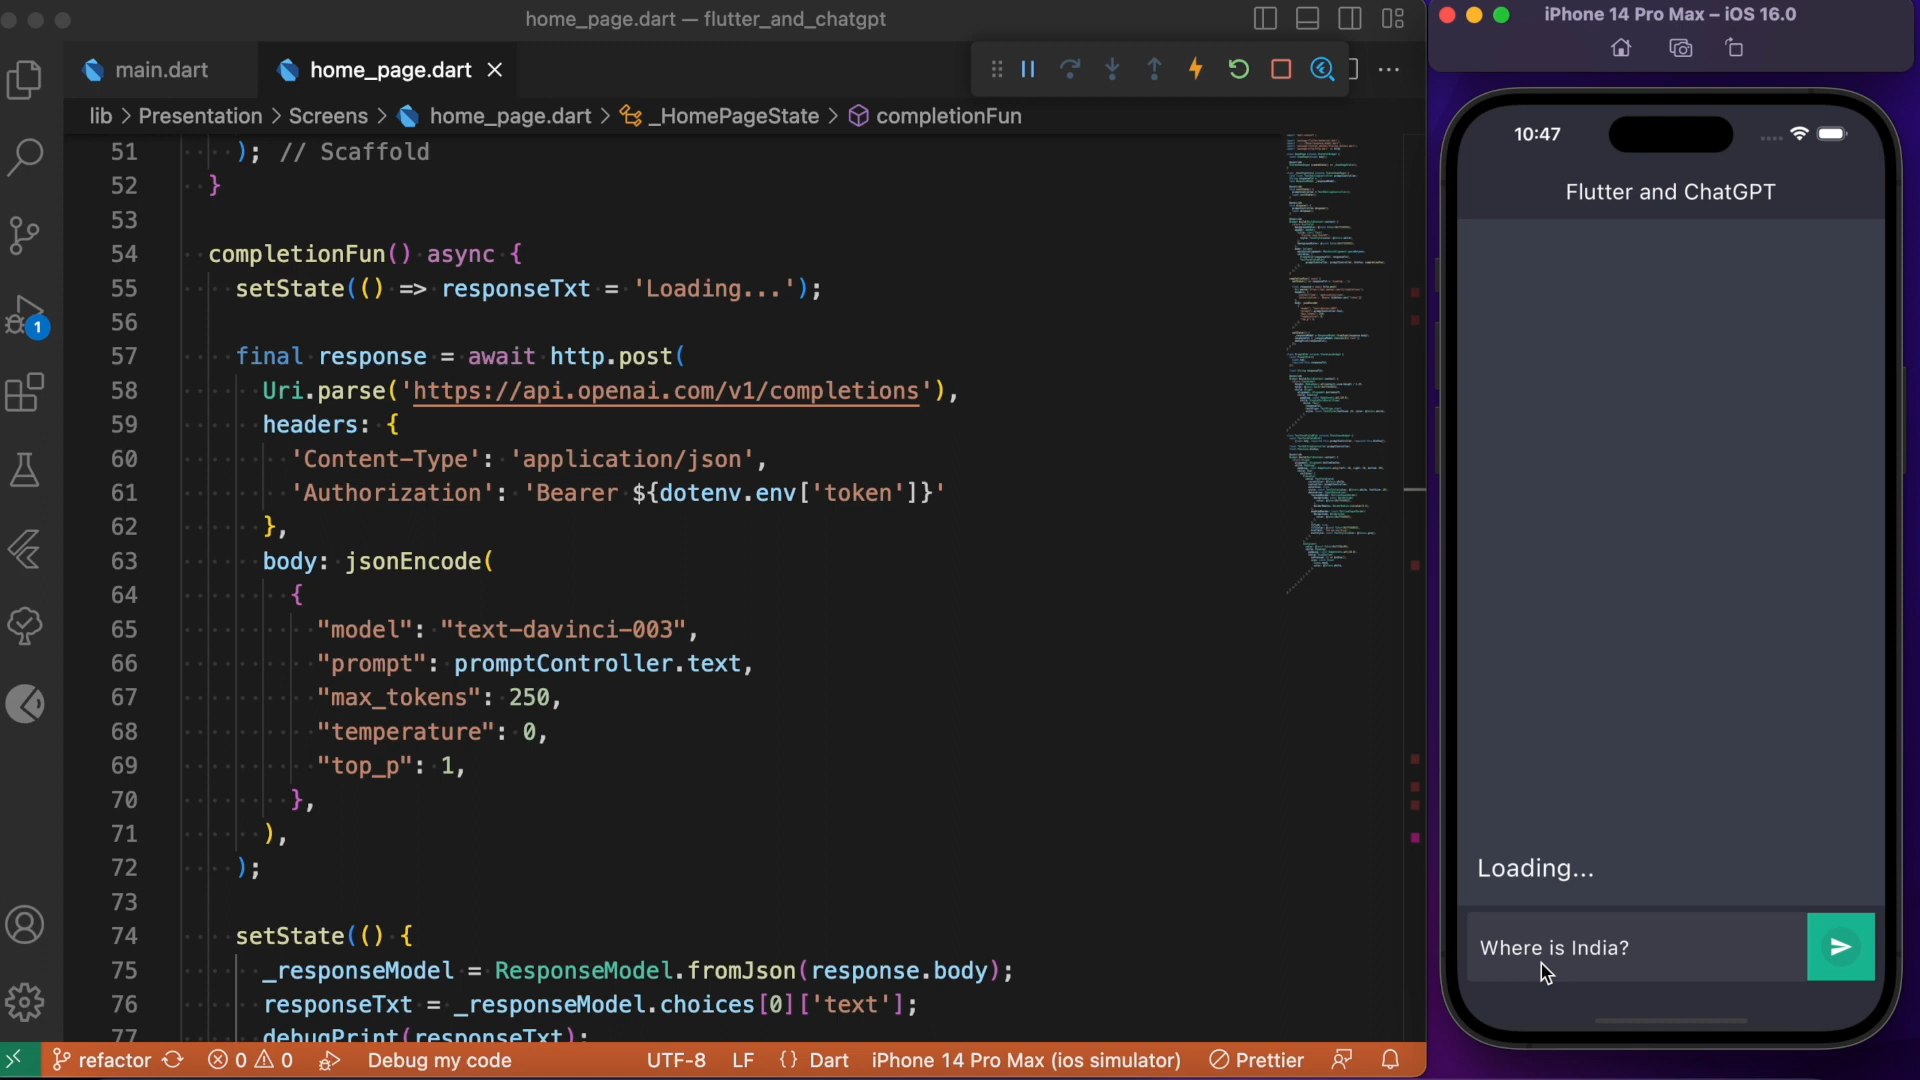 home_page.dart — flutter_and_chatgpt
main.dart
home_page.dart
lib > Presentation > Screens > home_page.dart > _HomePageState > completionFun
51 ); // Scaffold
52 }
53
54 completionFun() async {
55 setState(() => responseTxt = 'Loading...');
56
57 final response = await http.post(
58 Uri.parse('https://api.openai.com/v1/completions'),
59 headers: {
60 'Content-Type': 'application/json',
61 'Authorization': 'Bearer ${dotenv.env['token']}'
62 },
63 body: jsonEncode(
64 {
65 "model": "text-davinci-003",
66 "prompt": promptController.text,
67 "max_tokens": 250,
68 "temperature": 0,
69 "top_p": 1,
70 },
71 ),
72 );
73
74 setState(() {
75 _responseModel = ResponseModel.fromJson(response.body);
76 responseTxt = _responseModel.choices[0]['text'];
77 debugPrint(responseTxt);
1
refactor 0 0 Debug my code UTF-8 LF {} Dart iPhone 14 Pro Max (ios simulator) Prettier
iPhone 14 Pro Max – iOS 16.0
10:47
Flutter and ChatGPT
Loading...
Where is India?